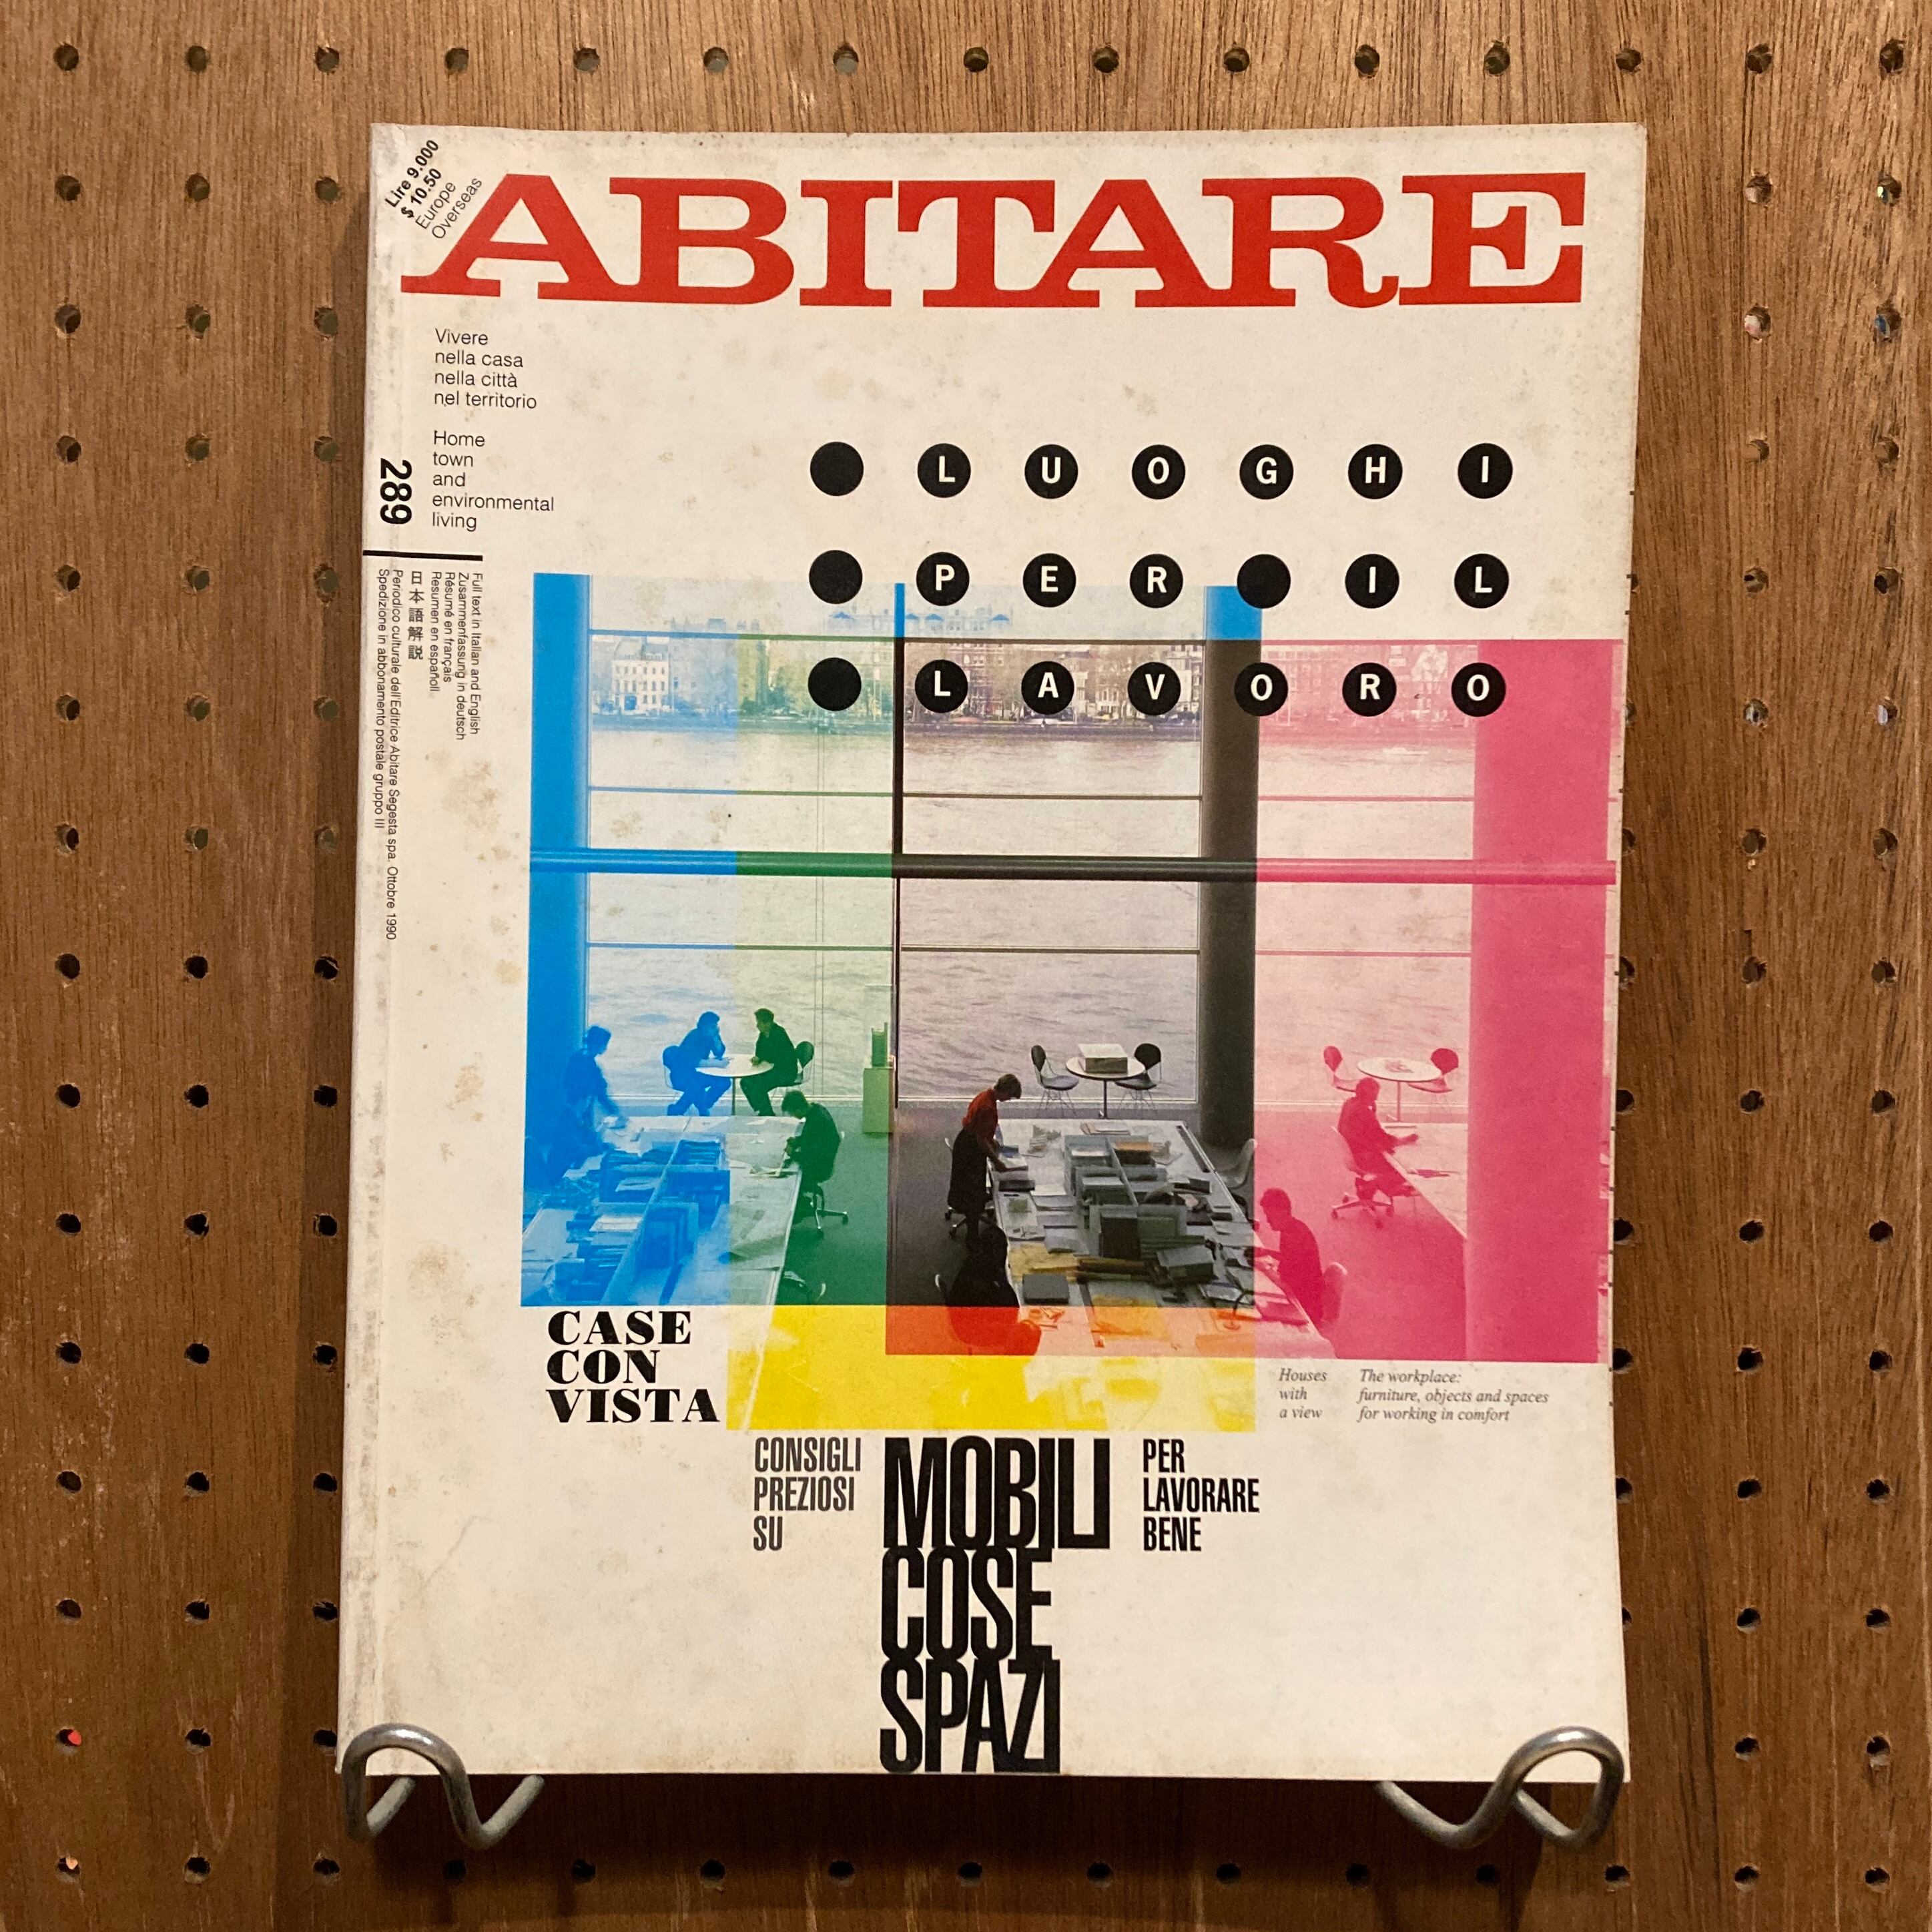 Lire 9.000
$ 10.50
Europe
Overseas
ABITARE
Vivere
nella casa
nella città
nel territorio
Home
town
and
environmental
living
289
Full text in Italian and English
Zusammenfassung in deutsch
Résumé en français
Resumen en español
日本語解説
Periodico culturale dell'Editrice Abitare Segesta spa. Ottobre 1990
Spedizione in abbonamento postale gruppo III
LUOGHI
PER IL
LAVORO
CASE
CON
VISTA
Houses
with
a view
The workplace:
furniture, objects and spaces
for working in comfort
CONSIGLI
PREZIOSI
SU
MOBILI
COSE
SPAZI
PER
LAVORARE
BENE